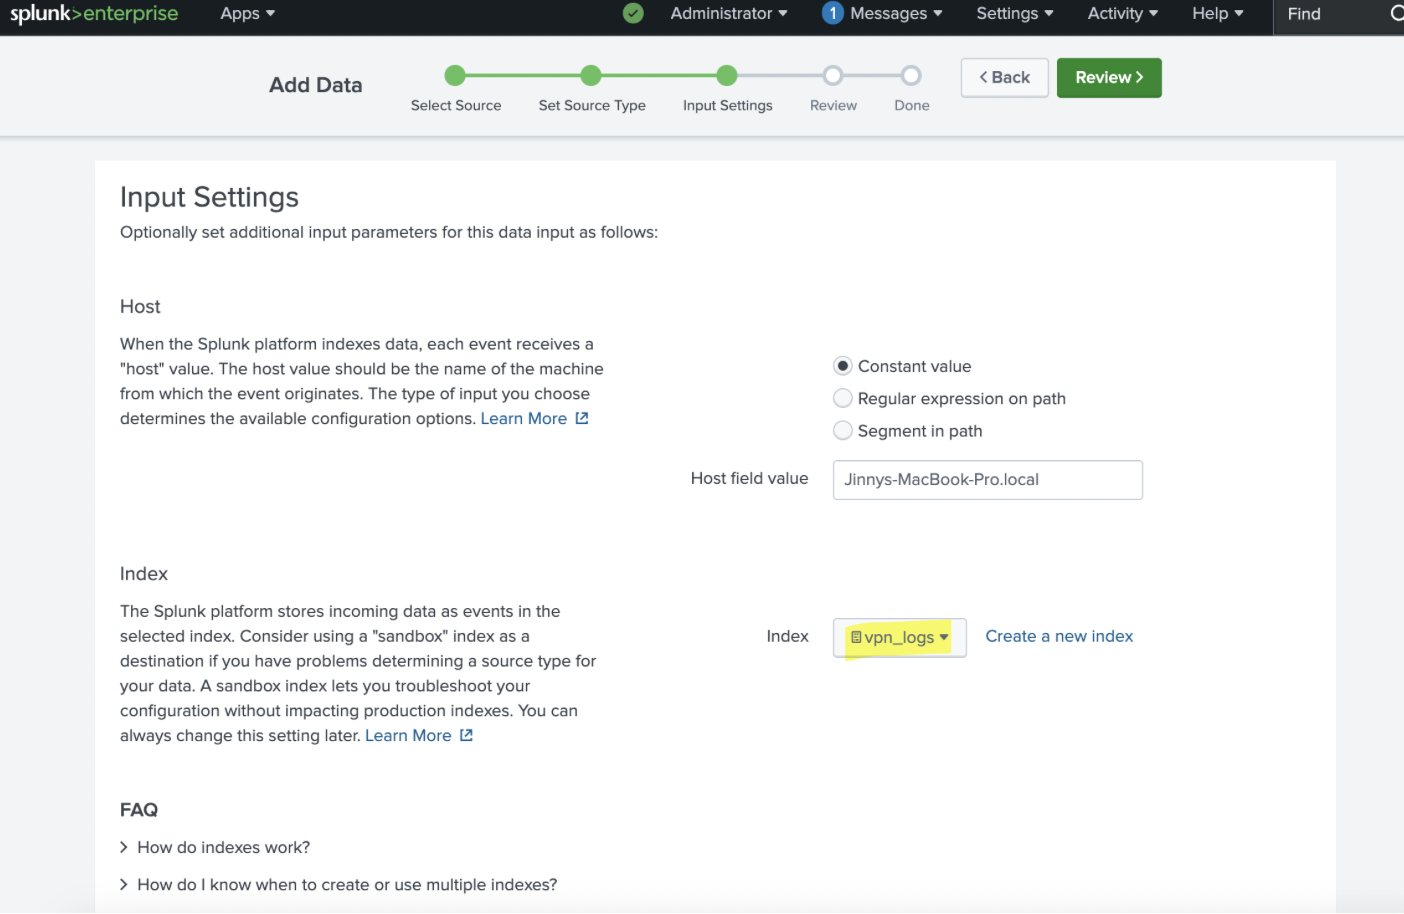 splunk>enterprise Apps Administrator 1 Messages Settings Activity Help Find
Add Data
Select Source Set Source Type Input Settings Review Done
< Back Review >
Input Settings
Optionally set additional input parameters for this data input as follows:
Host
When the Splunk platform indexes data, each event receives a
"host" value. The host value should be the name of the machine
from which the event originates. The type of input you choose
determines the available configuration options. Learn More
Constant value
Regular expression on path
Segment in path
Host field value Jinnys-MacBook-Pro.local
Index
The Splunk platform stores incoming data as events in the
selected index. Consider using a "sandbox" index as a
destination if you have problems determining a source type for
your data. A sandbox index lets you troubleshoot your
configuration without impacting production indexes. You can
always change this setting later. Learn More
Index vpn_logs Create a new index
FAQ
> How do indexes work?
> How do I know when to create or use multiple indexes?